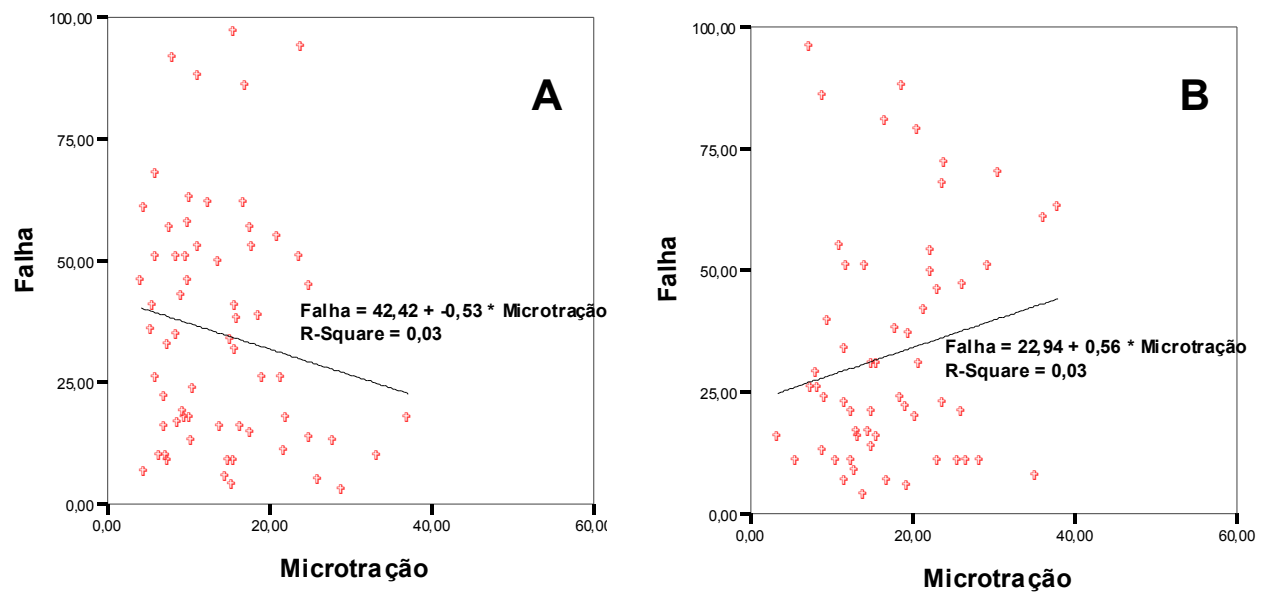 100,00
75,00
50,00
25,00
0,00
0,00
20,00
40,00
60,0(
Falha
Microtração
A
Falha = 42,42 + -0,53 * Microtração
R-Square = 0,03
100,00
75,00
50,00
25,00
0,00
0,00
20,00
40,00
60,00
Falha
Microtração
B
Falha = 22,94 + 0,56 * Microtração
R-Square = 0,03